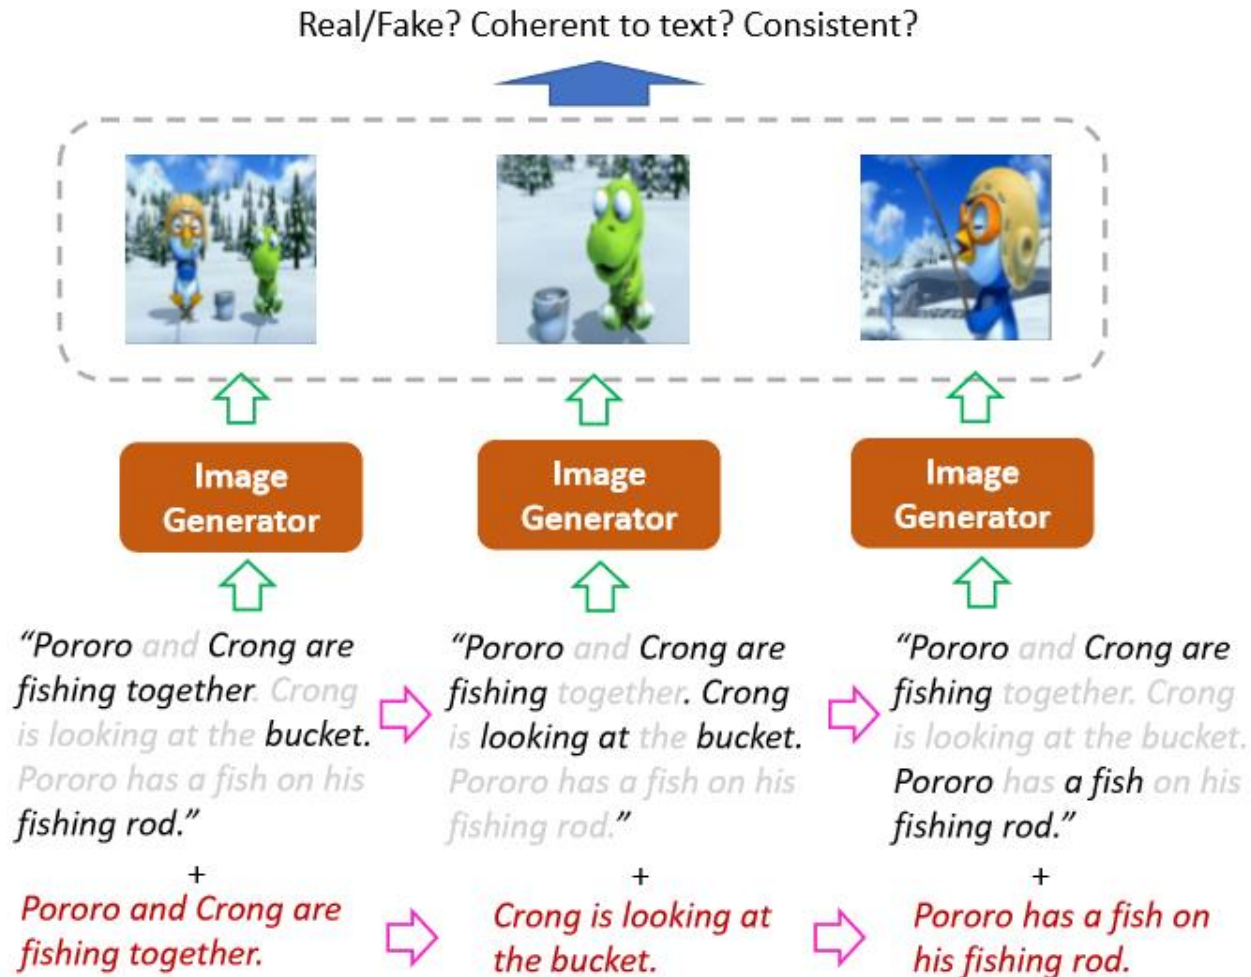 Real/Fake? Coherent to text? Consistent?
Image
Generator
Image
Generator
Image
Generator
“Pororo and Crong are
fishing together. Crong
is looking at the bucket.
Pororo has a fish on his
fishing rod.”
+
Pororo and Crong are
fishing together.
“Pororo and Crong are
fishing together. Crong
is looking at the bucket.
Pororo has a fish on his
fishing rod.”
+
Crong is looking at
the bucket.
“Pororo and Crong are
fishing together. Crong
is looking at the bucket.
Pororo has a fish on his
fishing rod.”
+
Pororo has a fish on
his fishing rod.